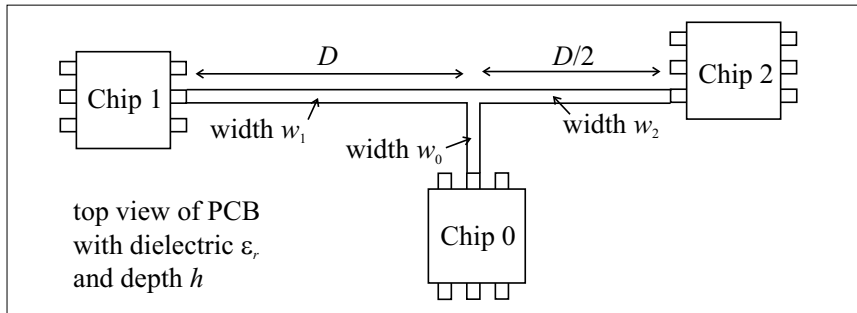 D
D/2
Chip 1
Chip 2
width w₁
width w₀
width w₂
top view of PCB
with dielectric εᵣ
and depth h
Chip 0